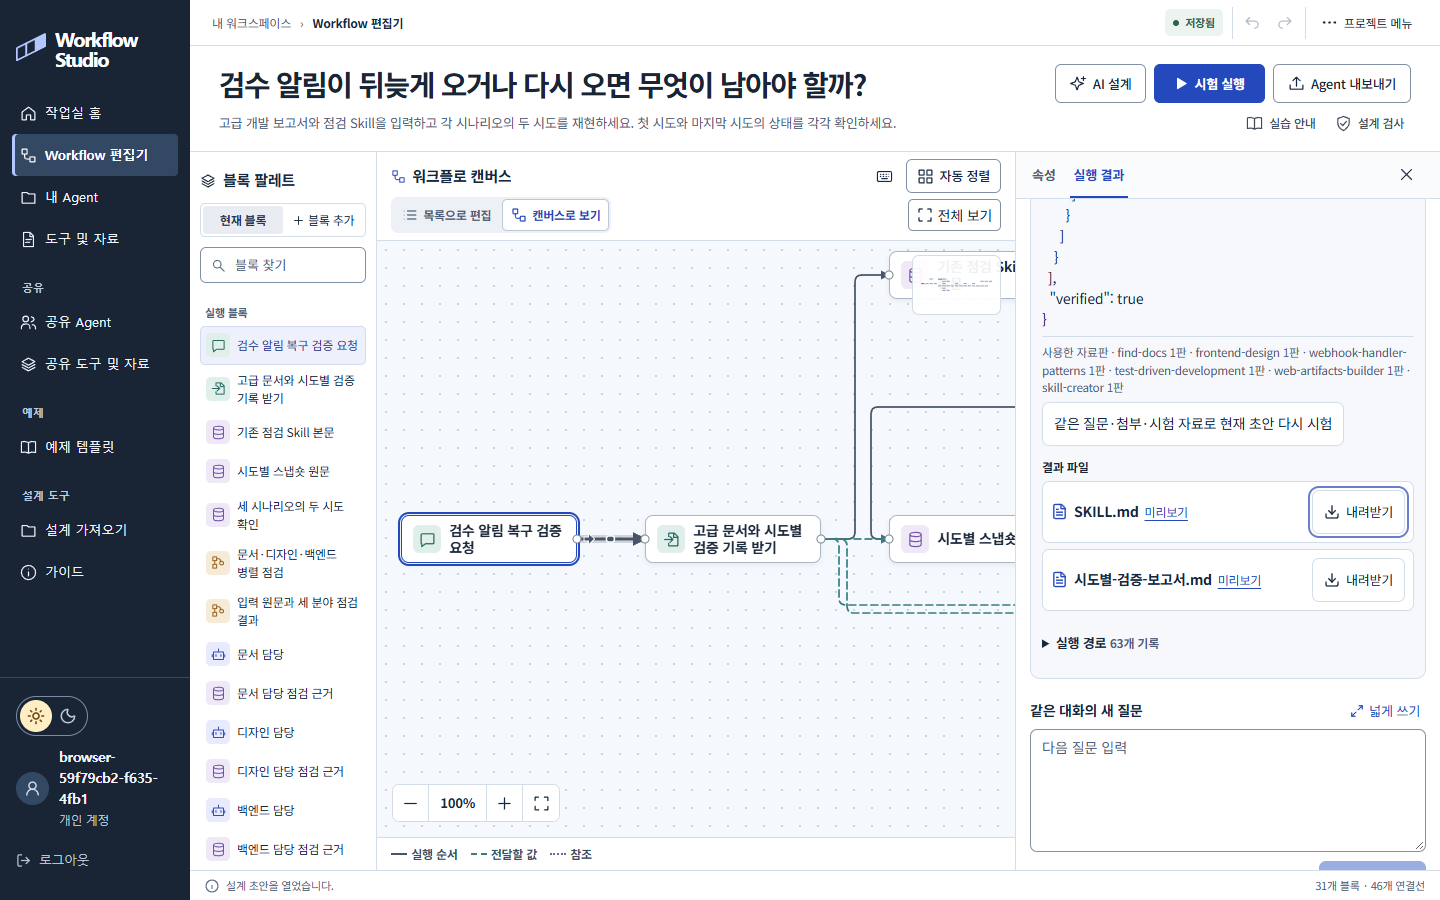 Workflow
Studio
작업실 홈
Workflow 편집기
내 Agent
도구 및 자료
공유
공유 Agent
공유 도구 및 자료
예제
예제 템플릿
설계 도구
설계 가져오기
가이드
browser-
59f79cb2-f635-
4fb1
개인 계정
로그아웃
내 워크스페이스 › Workflow 편집기
저장됨
프로젝트 메뉴
검수 알림이 뒤늦게 오거나 다시 오면 무엇이 남아야 할까?
고급 개발 보고서와 점검 Skill을 입력하고 각 시나리오의 두 시도를 재현하세요. 첫 시도와 마지막 시도의 상태를 각각 확인하세요.
AI 설계
시험 실행
Agent 내보내기
실습 안내
설계 검사
블록 팔레트
현재 블록
블록 추가
블록 찾기
실행 블록
검수 알림 복구 검증 요청
고급 문서와 시도별 검증
기록 받기
기존 점검 Skill 본문
시도별 스냅숏 원문
세 시나리오의 두 시도
확인
문서·디자인·백엔드
병렬 점검
입력 원문과 세 분야 점검
결과
문서 담당
문서 담당 점검 근거
디자인 담당
디자인 담당 점검 근거
백엔드 담당
백엔드 담당 점검 근거
워크플로 캔버스
자동 정렬
목록으로 편집
캔버스로 보기
전체 보기
기존 점검 Ski
검수 알림 복구 검증
요청
고급 문서와 시도별
검증 기록 받기
시도별 스냅숏
100%
실행 순서
전달할 값
참조
속성
실행 결과
}
]
}
],
"verified": true
}
사용한 자료판 · find-docs 1판 · frontend-design 1판 · webhook-handler-
patterns 1판 · test-driven-development 1판 · web-artifacts-builder 1판 ·
skill-creator 1판
같은 질문·첨부·시험 자료로 현재 초안 다시 시험
결과 파일
SKILL.md 미리보기
내려받기
시도별-검증-보고서.md 미리보기
내려받기
실행 경로 63개 기록
같은 대화의 새 질문
넓게 쓰기
다음 질문 입력
설계 초안을 열었습니다.
31개 블록 · 46개 연결선